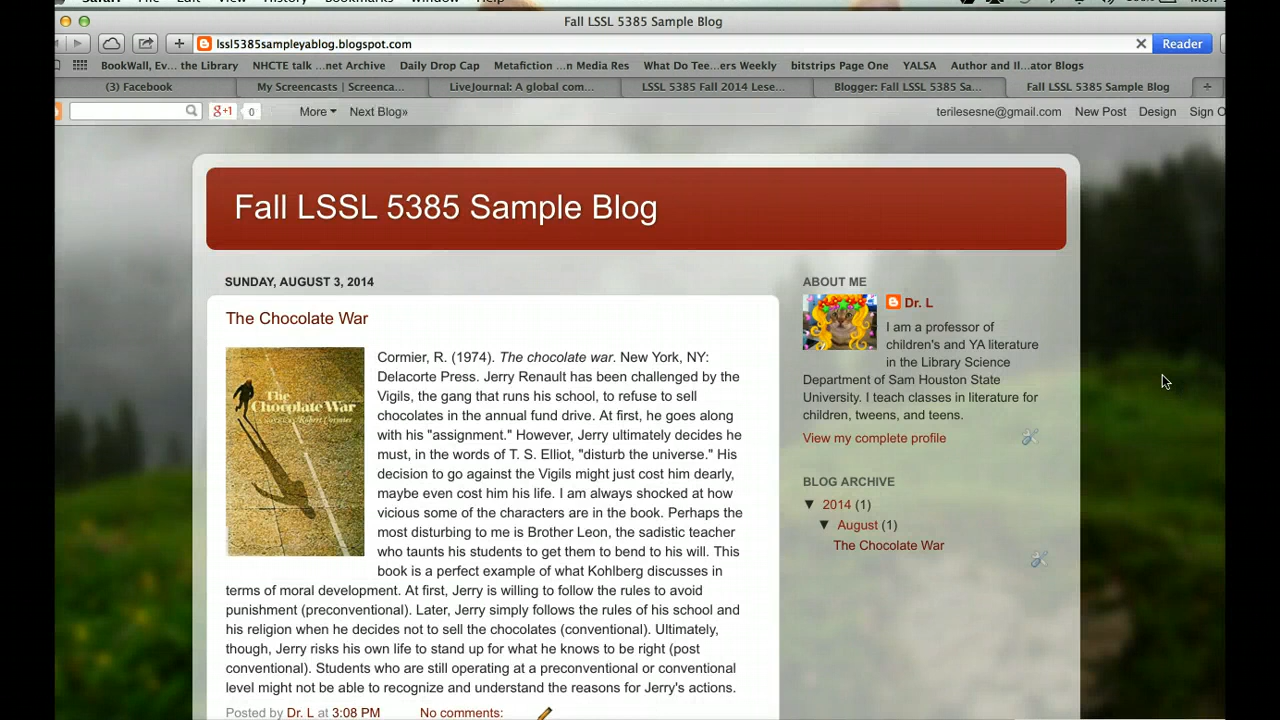 Safari File Edit View History Bookmarks Window Help
Fall LSSL 5385 Sample Blog
lssl5385sampleyablog.blogspot.com
Reader
BookWall, Ev... the Library NHCTE talk ...net Archive Daily Drop Cap Metafiction ...n Media Res What Do Tee...ers Weekly bitstrips Page One YALSA Author and Il...ator Blogs
(3) Facebook My Screencasts | Screenca... LiveJournal: A global com... LSSL 5385 Fall 2014 Lese... Blogger: Fall LSSL 5385 Sa... Fall LSSL 5385 Sample Blog
g+1 0 More Next Blog» terilesesne@gmail.com New Post Design Sign O
Fall LSSL 5385 Sample Blog
SUNDAY, AUGUST 3, 2014
The Chocolate War
The
Chocolate War
Cormier, R. (1974). The chocolate war. New York, NY:
Delacorte Press. Jerry Renault has been challenged by the
Vigils, the gang that runs his school, to refuse to sell
chocolates in the annual fund drive. At first, he goes along
with his "assignment." However, Jerry ultimately decides he
must, in the words of T. S. Elliot, "disturb the universe." His
decision to go against the Vigils might just cost him dearly,
maybe even cost him his life. I am always shocked at how
vicious some of the characters are in the book. Perhaps the
most disturbing to me is Brother Leon, the sadistic teacher
who taunts his students to get them to bend to his will. This
book is a perfect example of what Kohlberg discusses in
terms of moral development. At first, Jerry is willing to follow the rules to avoid
punishment (preconventional). Later, Jerry simply follows the rules of his school and
his religion when he decides not to sell the chocolates (conventional). Ultimately,
though, Jerry risks his own life to stand up for what he knows to be right (post
conventional). Students who are still operating at a preconventional or conventional
level might not be able to recognize and understand the reasons for Jerry's actions.
Posted by Dr. L at 3:08 PM No comments:
ABOUT ME
Dr. L
I am a professor of
children's and YA literature
in the Library Science
Department of Sam Houston State
University. I teach classes in literature for
children, tweens, and teens.
View my complete profile
BLOG ARCHIVE
▼ 2014 (1)
▼ August (1)
The Chocolate War